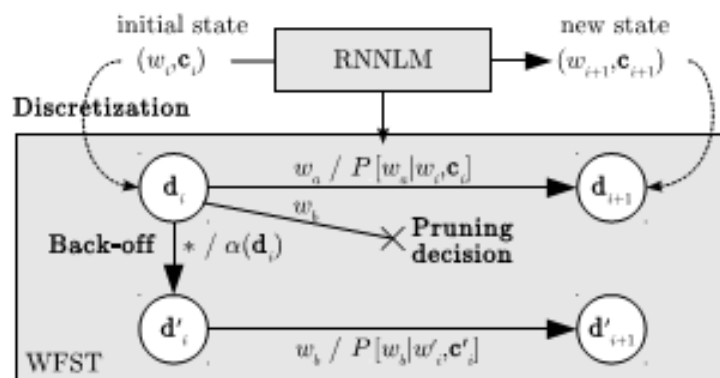 initial state
new state
(w_i,c_i)
RNNLM
(w_{i+1},c_{i+1})
Discretization
w_a / P[w_a|w_i,c_i]
d_i
d_{i+1}
w_b
Pruning
decision
Back-off
* / α(d_i)
d'_i
d'_{i+1}
w_b / P[w_b|w'_i,c'_i]
WFST